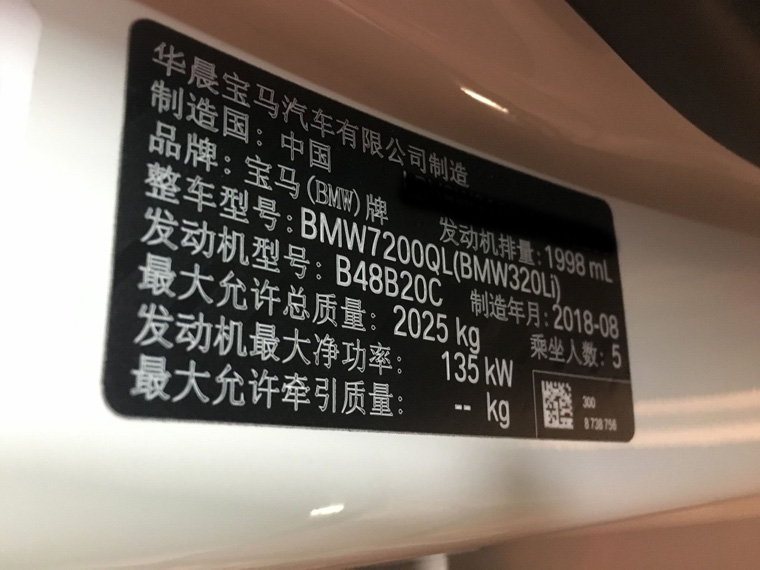 华晨宝马汽车有限公司制造
制造国：中国
品牌：宝马(BMW)牌
发动机排量：1998 mL
整车型号：BMW7200QL(BMW320Li)
发动机型号：B48B20C
制造年月：2018-08
最大允许总质量：2025 kg
乘坐人数：5
发动机最大净功率：135 kW
最大允许牵引质量：-- kg
300
8 738 756